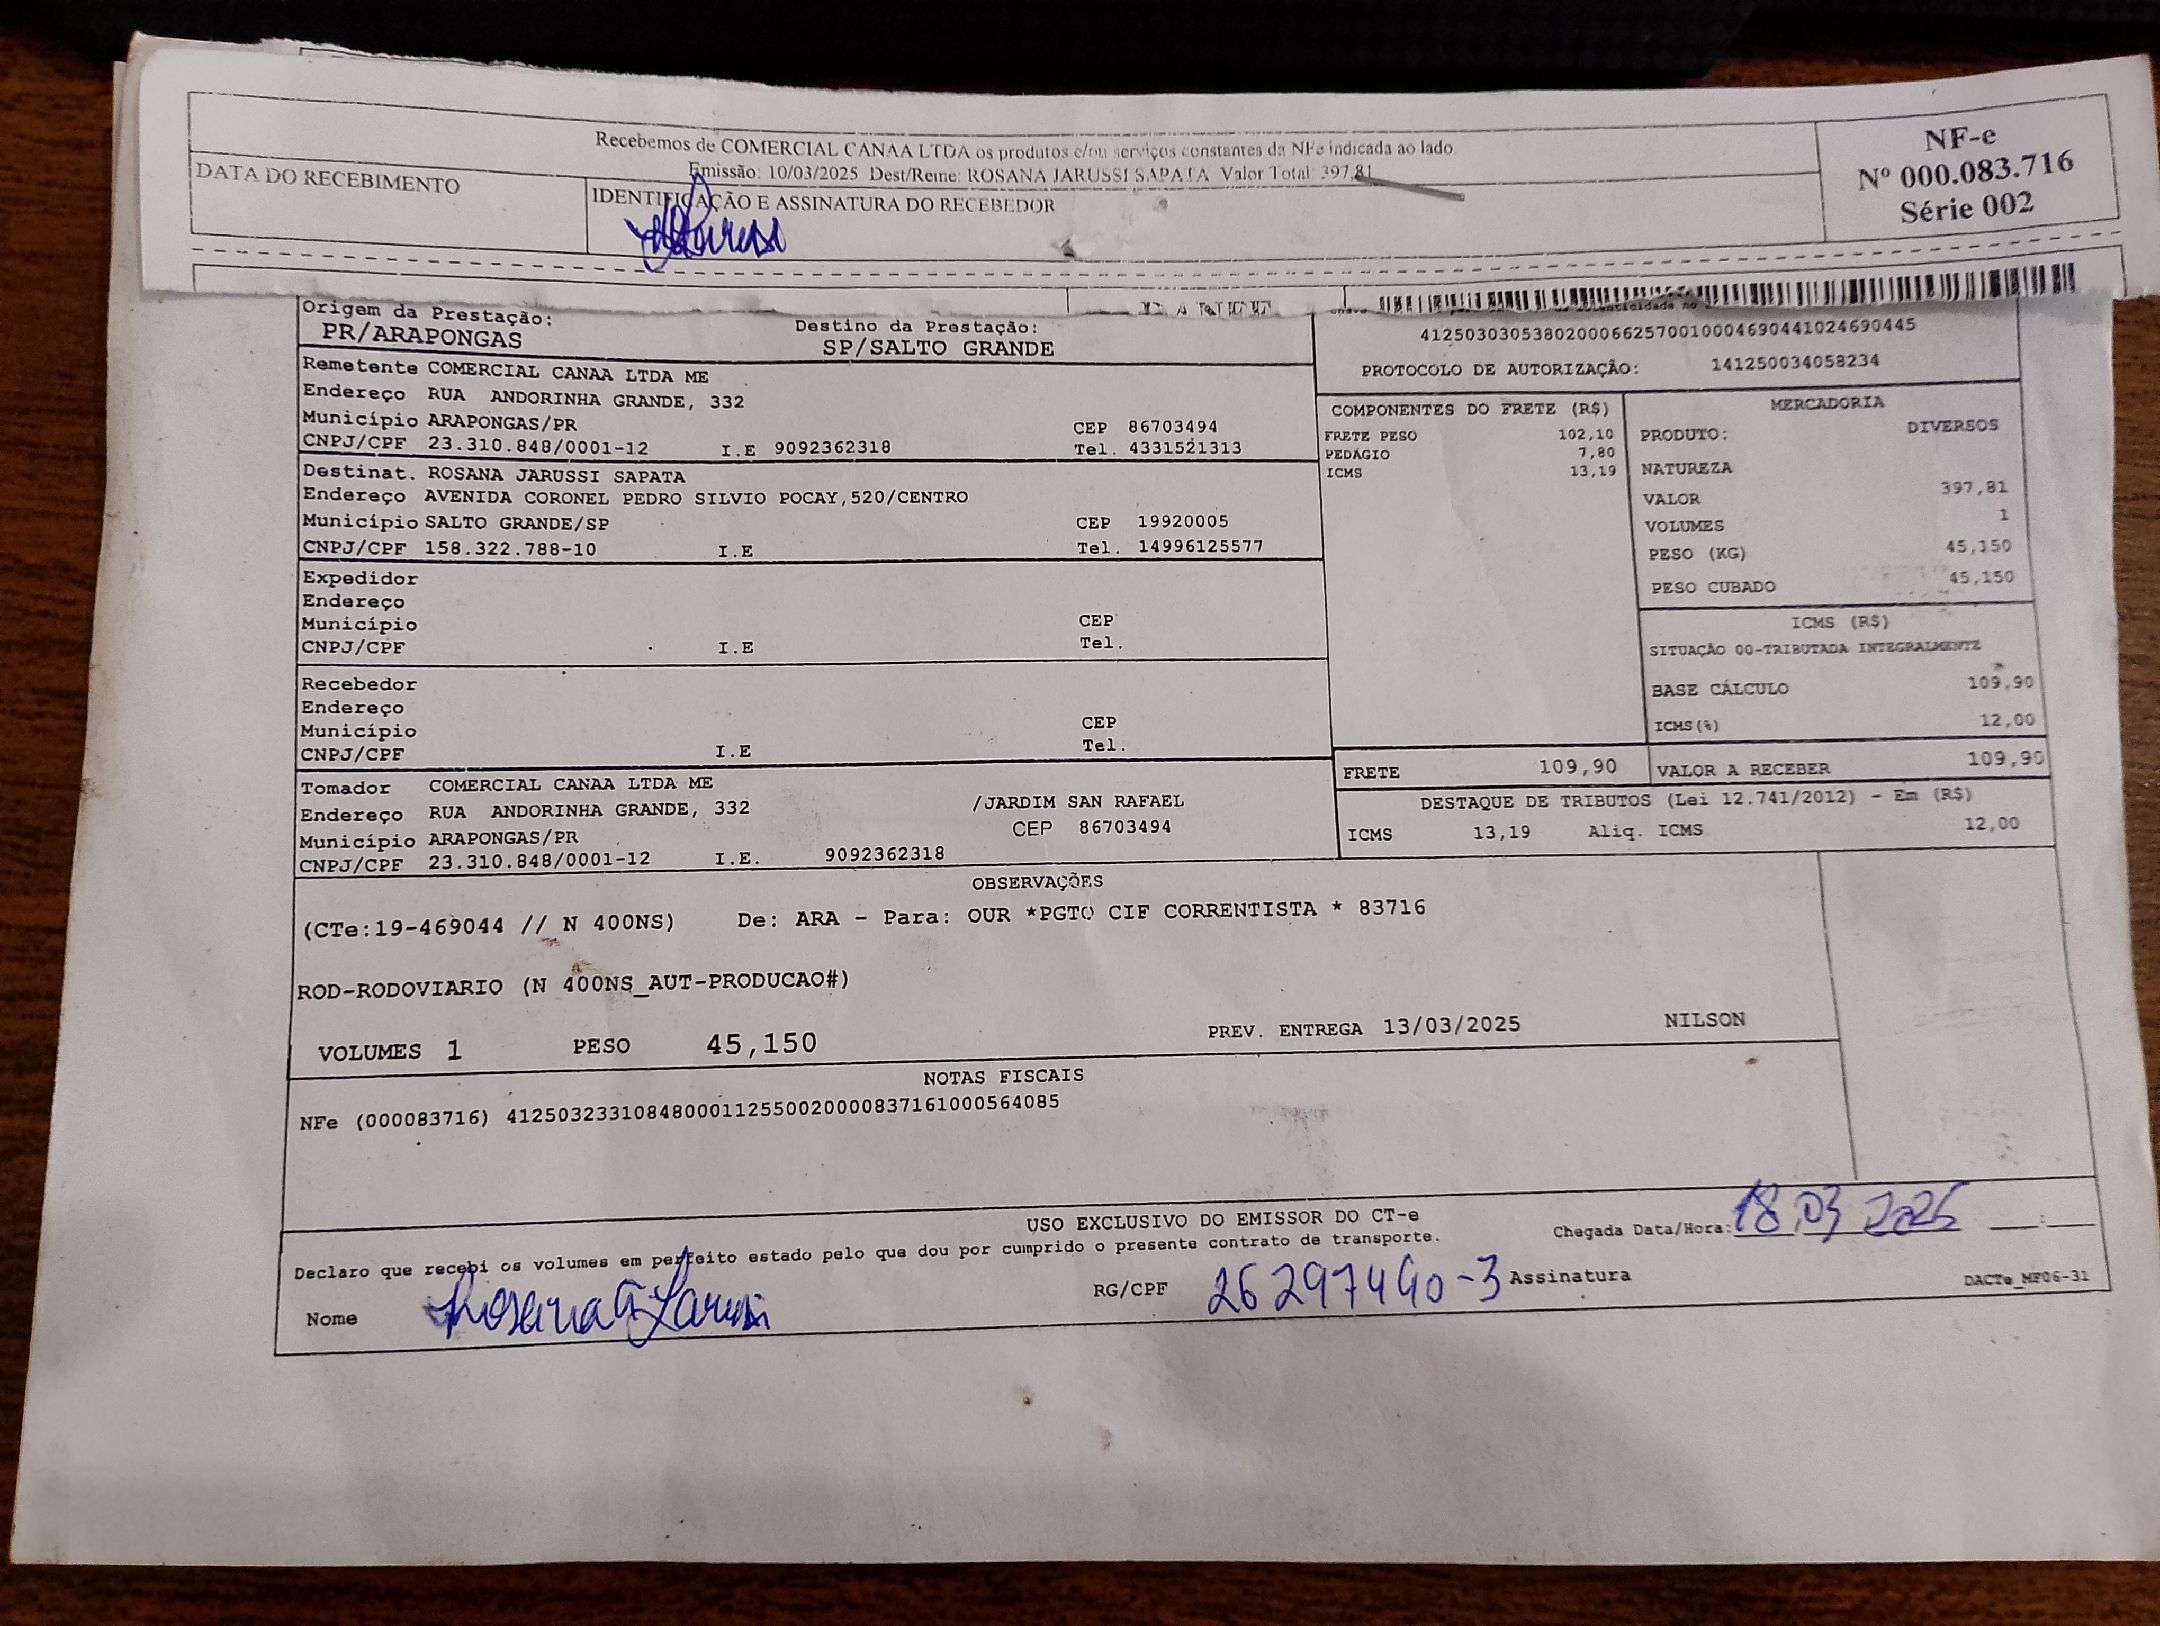 Recebemos de COMERCIAL CANAA LTDA os produtos e/ou serviços constantes da NFe indicada ao lado
Emissão: 10/03/2025 Dest/Reme: ROSANA JARUSSI SAPATA Valor Total: 397,81
NF-e
Nº 000.083.716
Série 002
DATA DO RECEBIMENTO
IDENTIFICAÇÃO E ASSINATURA DO RECEBEDOR
DANFE
Origem da Prestação:
PR/ARAPONGAS
Destino da Prestação:
SP/SALTO GRANDE
41250303053802000662570010004690441024690445
PROTOCOLO DE AUTORIZAÇÃO: 141250034058234
Remetente COMERCIAL CANAA LTDA ME
Endereço RUA ANDORINHA GRANDE, 332
Município ARAPONGAS/PR CEP 86703494
CNPJ/CPF 23.310.848/0001-12 I.E 9092362318 Tel. 4331521313
Destinat. ROSANA JARUSSI SAPATA
Endereço AVENIDA CORONEL PEDRO SILVIO POCAY,520/CENTRO
Município SALTO GRANDE/SP CEP 19920005
CNPJ/CPF 158.322.788-10 I.E Tel. 14996125577
Expedidor
Endereço
Município CEP
CNPJ/CPF I.E Tel.
Recebedor
Endereço
Município CEP
CNPJ/CPF I.E Tel.
Tomador COMERCIAL CANAA LTDA ME
Endereço RUA ANDORINHA GRANDE, 332 /JARDIM SAN RAFAEL
Município ARAPONGAS/PR CEP 86703494
CNPJ/CPF 23.310.848/0001-12 I.E. 9092362318
COMPONENTES DO FRETE (R$)
FRETE PESO 102,10
PEDÁGIO 7,80
ICMS 13,19
MERCADORIA
PRODUTO: DIVERSOS
NATUREZA
VALOR 397,81
VOLUMES 1
PESO (KG) 45,150
PESO CUBADO 45,150
ICMS (R$)
SITUAÇÃO 00-TRIBUTADA INTEGRALMENTE
BASE CÁLCULO 109,90
ICMS(%) 12,00
FRETE 109,90 VALOR A RECEBER 109,90
DESTAQUE DE TRIBUTOS (Lei 12.741/2012) - Em (R$)
ICMS 13,19 Aliq. ICMS 12,00
OBSERVAÇÕES
(CTe:19-469044 // N 400NS) De: ARA - Para: OUR *PGTO CIF CORRENTISTA * 83716
ROD-RODOVIARIO (N 400NS_AUT-PRODUCAO#)
VOLUMES 1 PESO 45,150 PREV. ENTREGA 13/03/2025 NILSON
NOTAS FISCAIS
NFe (000083716) 41250323310848000112550020000837161000564085
USO EXCLUSIVO DO EMISSOR DO CT-e
Declaro que recebi os volumes em perfeito estado pelo que dou por cumprido o presente contrato de transporte.
Chegada Data/Hora: 18 03 2025 __:__
Nome Rosana G Jarussi RG/CPF 26297440-3 Assinatura
DACTe_MF06-31